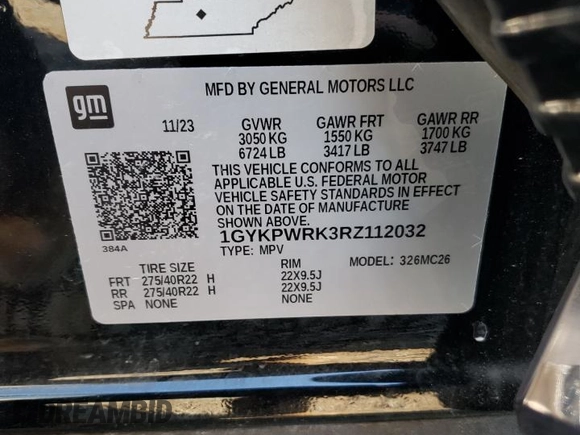 gm
MFD BY GENERAL MOTORS LLC
11/23 GVWR GAWR FRT GAWR RR
3050 KG 1550 KG 1700 KG
6724 LB 3417 LB 3747 LB
THIS VEHICLE CONFORMS TO ALL
APPLICABLE U.S. FEDERAL MOTOR
VEHICLE SAFETY STANDARDS IN EFFECT
ON THE DATE OF MANUFACTURE
SHOWN ABOVE.
384A
1GYKPWRK3RZ112032
TYPE: MPV
MODEL: 326MC26
TIRE SIZE RIM
FRT 275/40R22 H 22X9.5J
RR 275/40R22 H 22X9.5J
SPA NONE NONE
DREAMBID